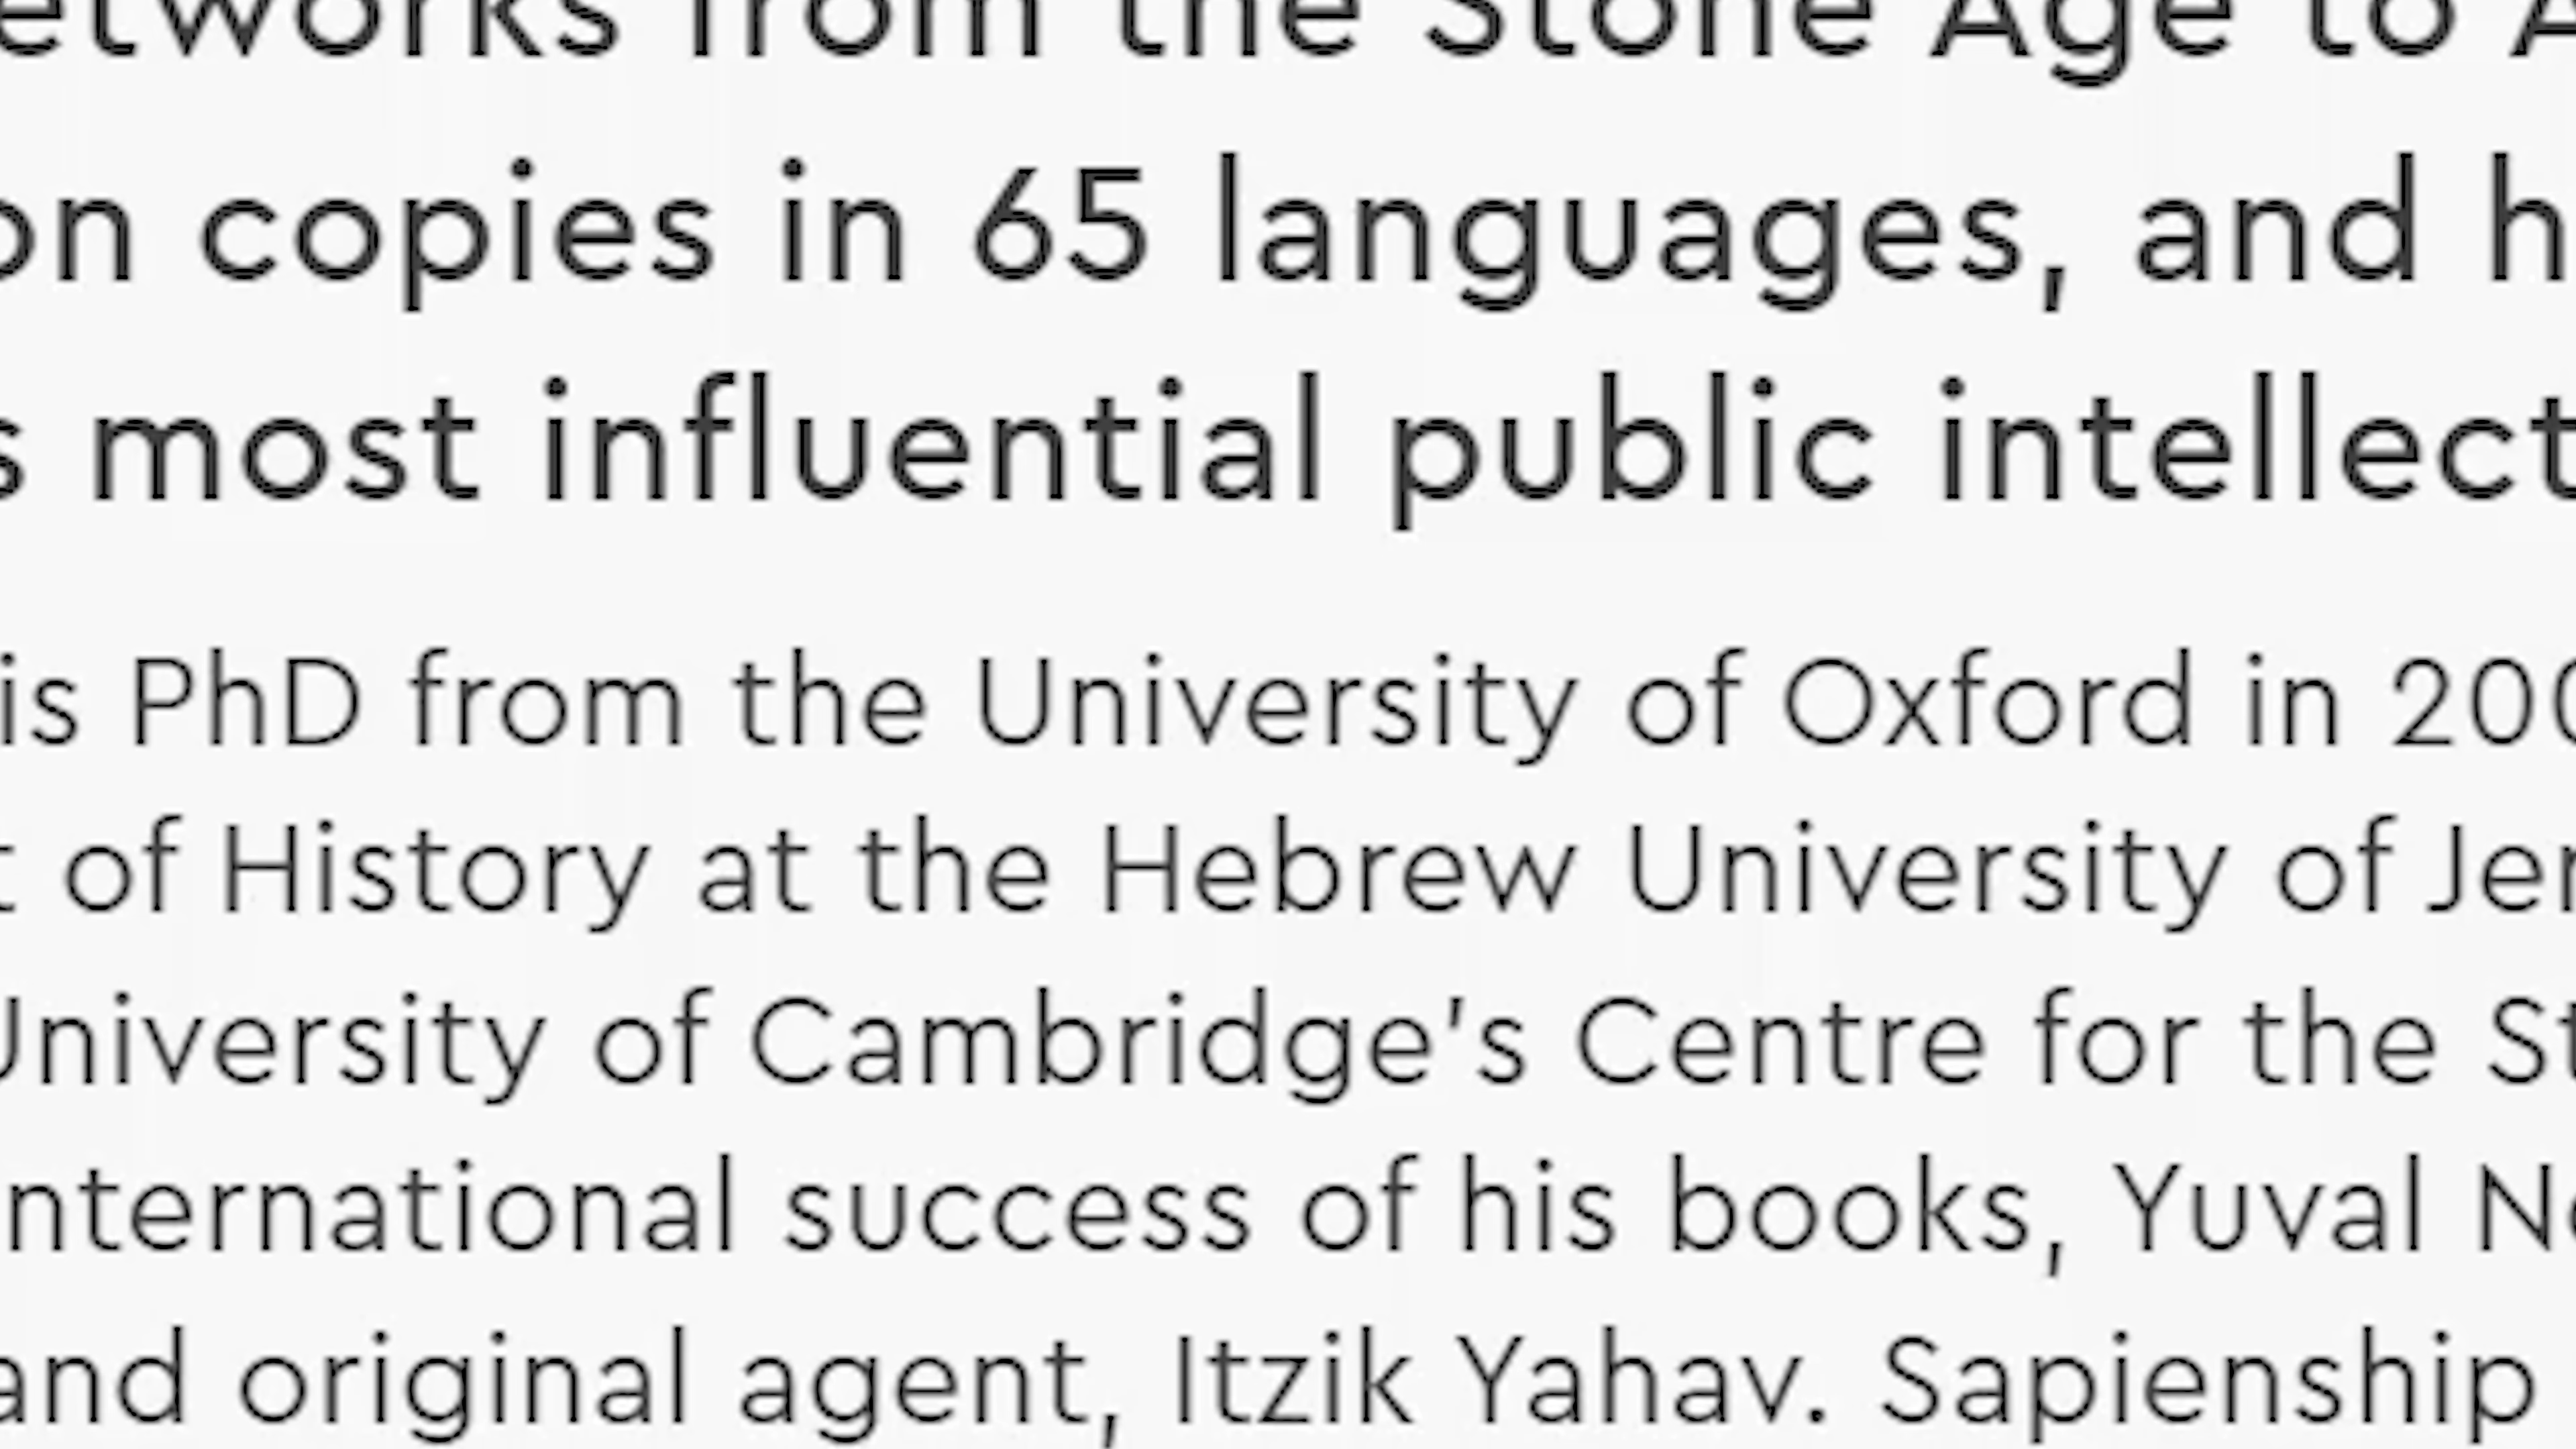 etworks from the Stone Age to A
on copies in 65 languages, and h
s most influential public intellect
is PhD from the University of Oxford in 200
t of History at the Hebrew University of Jer
University of Cambridge's Centre for the St
nternational success of his books, Yuval No
and original agent, Itzik Yahav. Sapienship